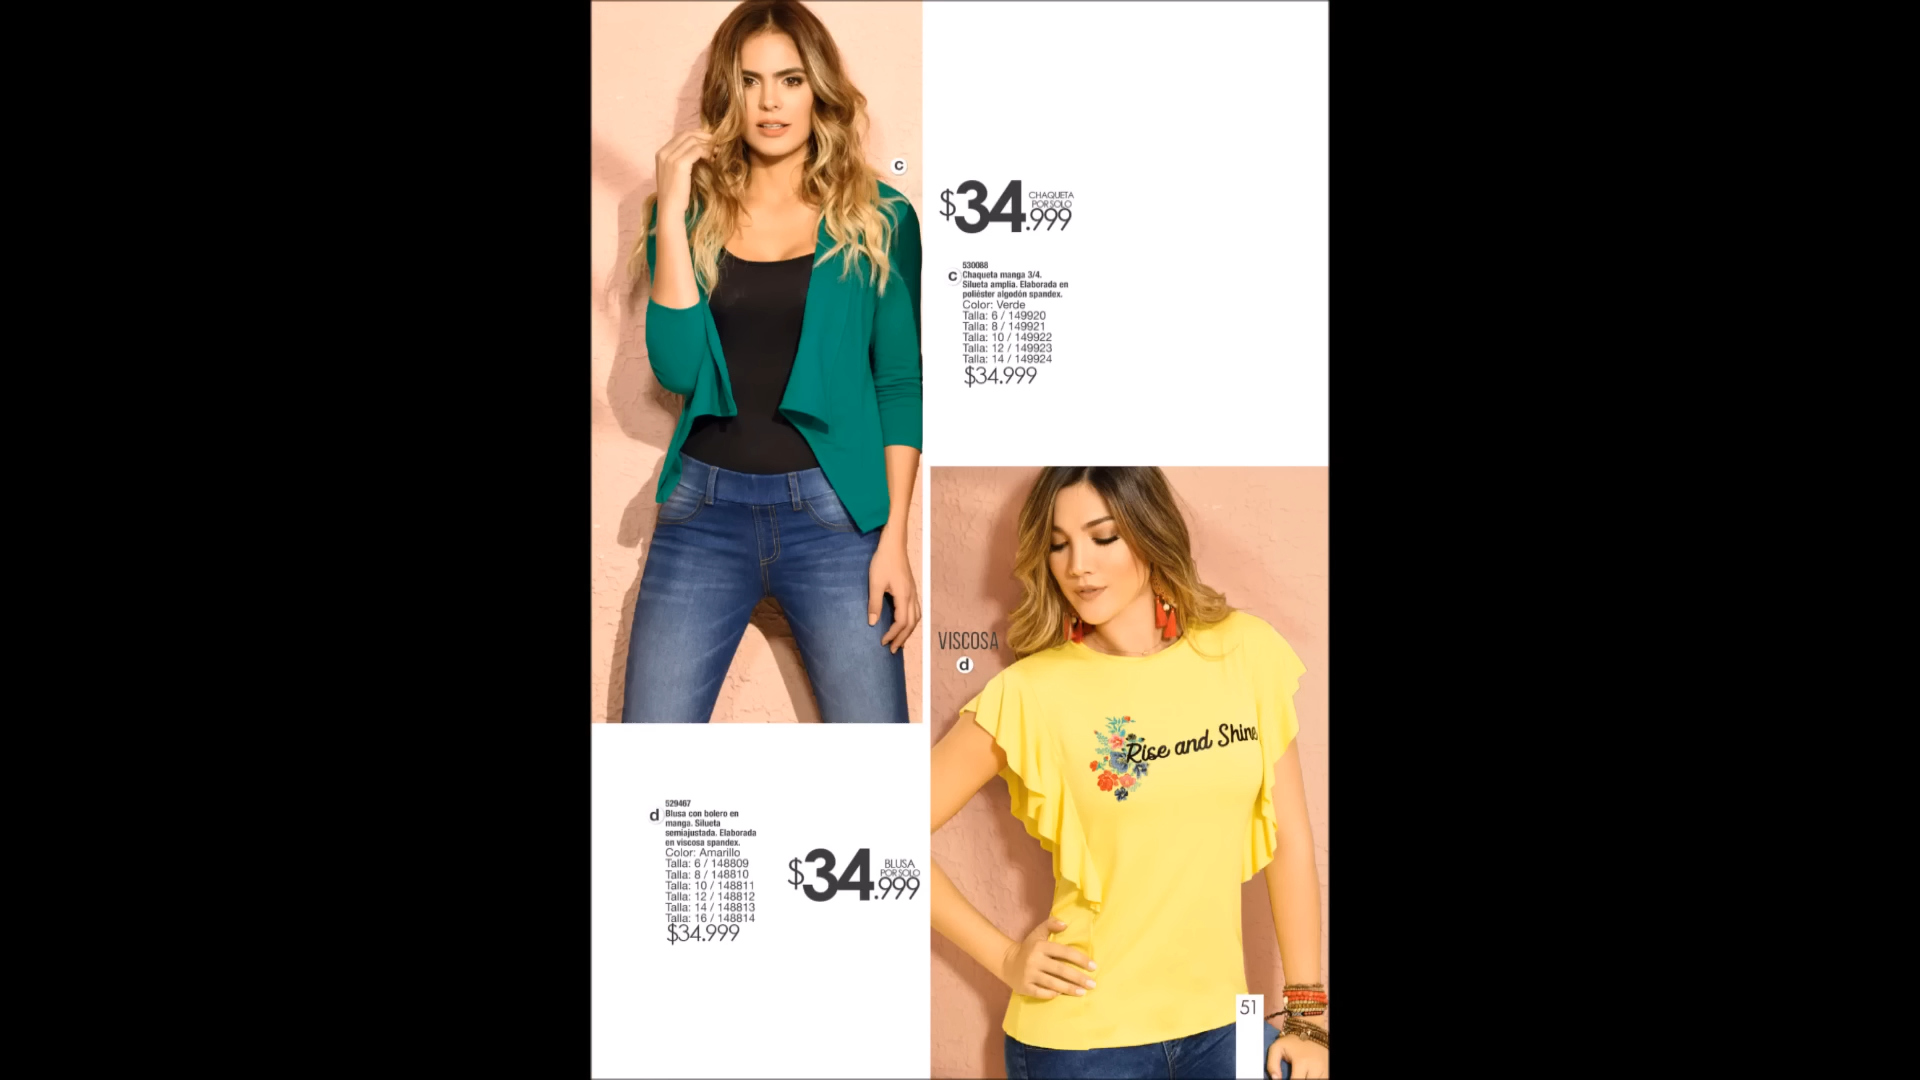 c
$34.999
CHAQUETA
POR SOLO
530088
c Chaqueta manga 3/4.
Silueta amplia. Elaborada en
poliéster algodón spandex.
Color: Verde
Talla: 6 / 149920
Talla: 8 / 149921
Talla: 10 / 149922
Talla: 12 / 149923
Talla: 14 / 149924
$34.999
VISCOSA
d
Rise and Shine
529467
d Blusa con bolero en
manga. Silueta
semiajustada. Elaborada
en viscosa spandex.
Color: Amarillo
Talla: 6 / 148809
Talla: 8 / 148810
Talla: 10 / 148811
Talla: 12 / 148812
Talla: 14 / 148813
Talla: 16 / 148814
$34.999
$34.999
BLUSA
POR SOLO
51